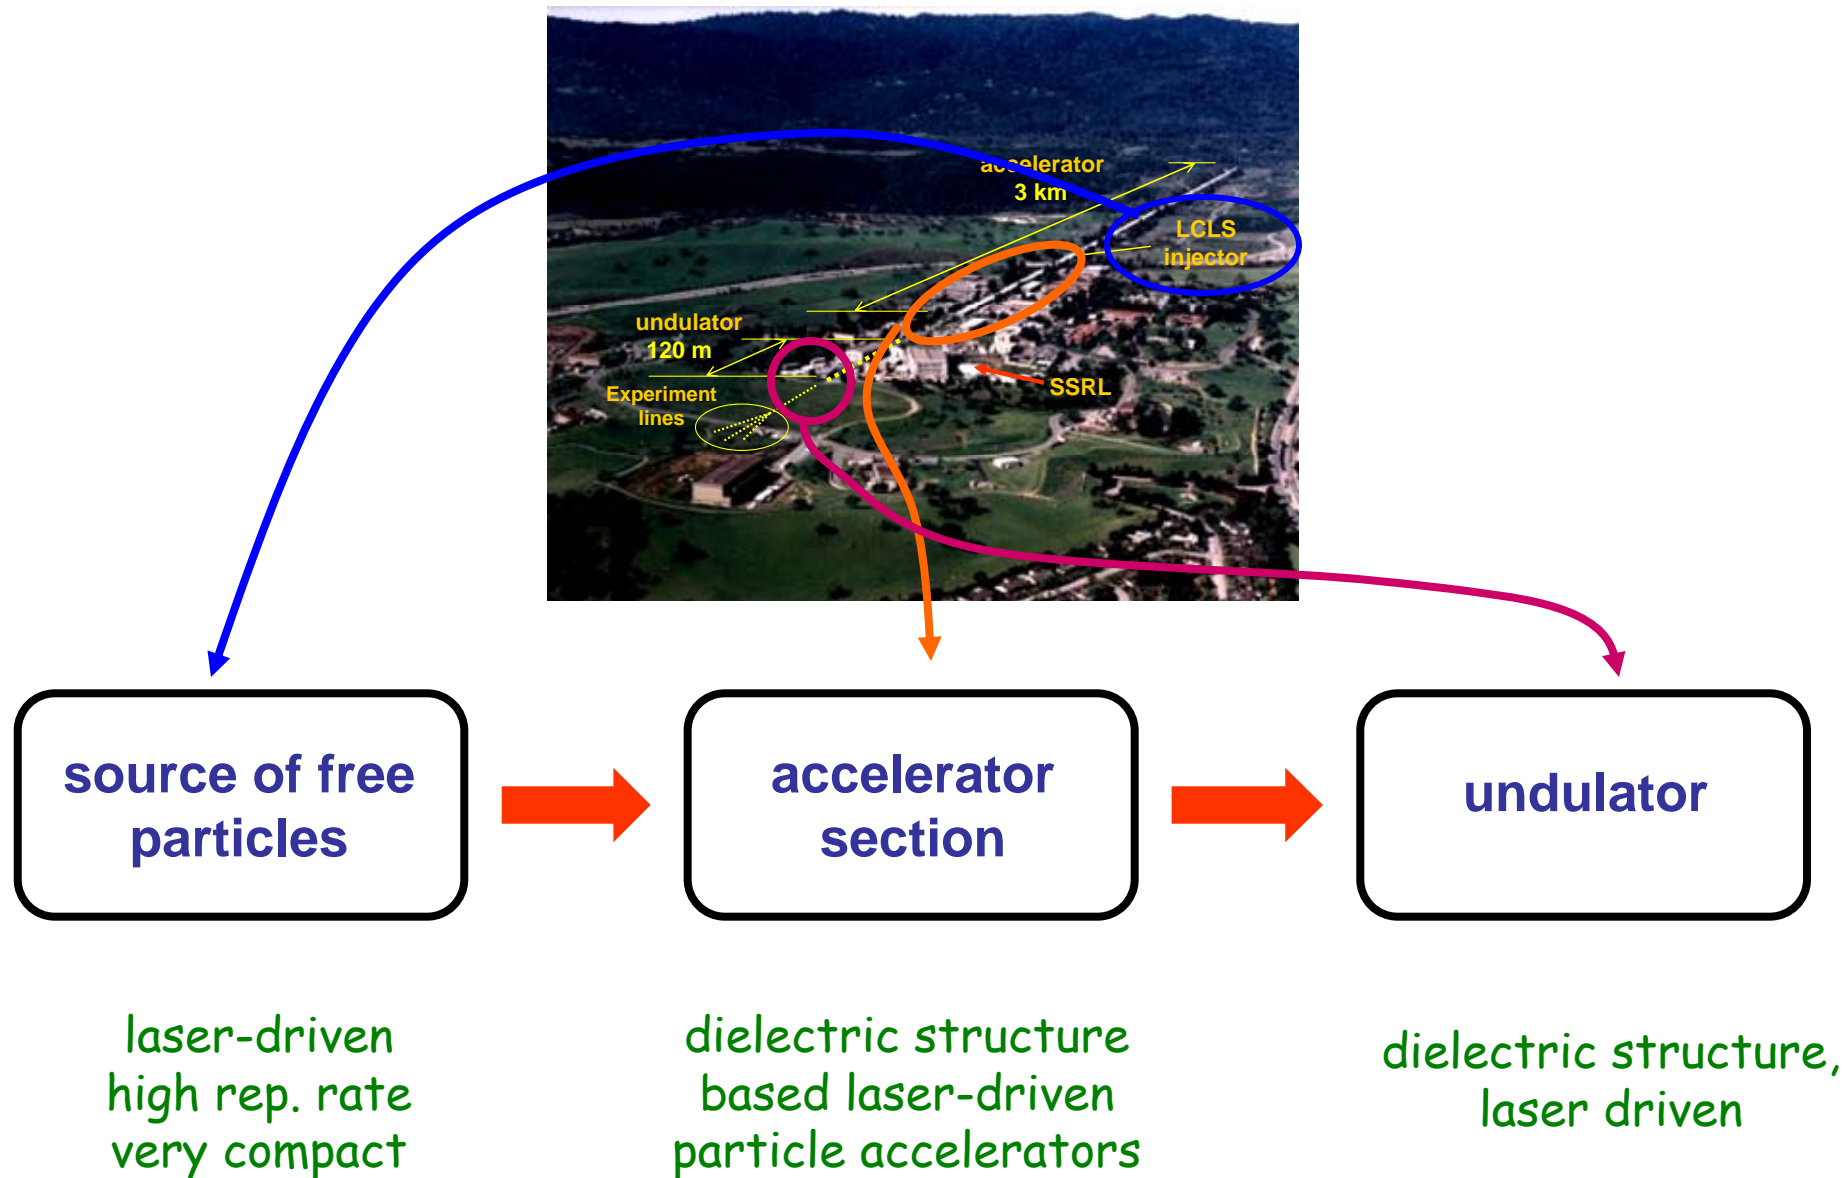 accelerator
3 km
LCLS
injector
undulator
120 m
Experiment
lines
SSRL
source of free
particles
accelerator
section
undulator
laser-driven
high rep. rate
very compact
dielectric structure
based laser-driven
particle accelerators
dielectric structure,
laser driven